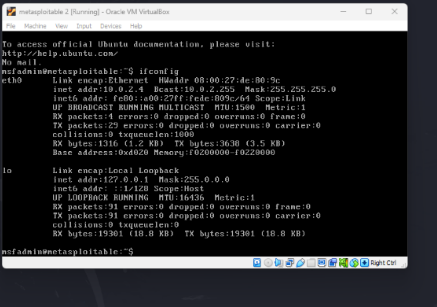 metasploitable 2 [Running] - Oracle VM VirtualBox
File Machine View Input Devices Help
To access official Ubuntu documentation, please visit:
http://help.ubuntu.com/
No mail.
msfadmin@metasploitable:~$ ifconfig
eth0 Link encap:Ethernet HWaddr 08:00:27:de:80:9c
inet addr:10.0.2.4 Bcast:10.0.2.255 Mask:255.255.255.0
inet6 addr: fe80::a00:27ff:fede:809c/64 Scope:Link
UP BROADCAST RUNNING MULTICAST MTU:1500 Metric:1
RX packets:4 errors:0 dropped:0 overruns:0 frame:0
TX packets:29 errors:0 dropped:0 overruns:0 carrier:0
collisions:0 txqueuelen:1000
RX bytes:1316 (1.2 KB) TX bytes:3638 (3.5 KB)
Base address:0xd020 Memory:f0200000-f0220000
lo Link encap:Local Loopback
inet addr:127.0.0.1 Mask:255.0.0.0
inet6 addr: ::1/128 Scope:Host
UP LOOPBACK RUNNING MTU:16436 Metric:1
RX packets:91 errors:0 dropped:0 overruns:0 frame:0
TX packets:91 errors:0 dropped:0 overruns:0 carrier:0
collisions:0 txqueuelen:0
RX bytes:19301 (18.8 KB) TX bytes:19301 (18.8 KB)
msfadmin@metasploitable:~$
Right Ctrl